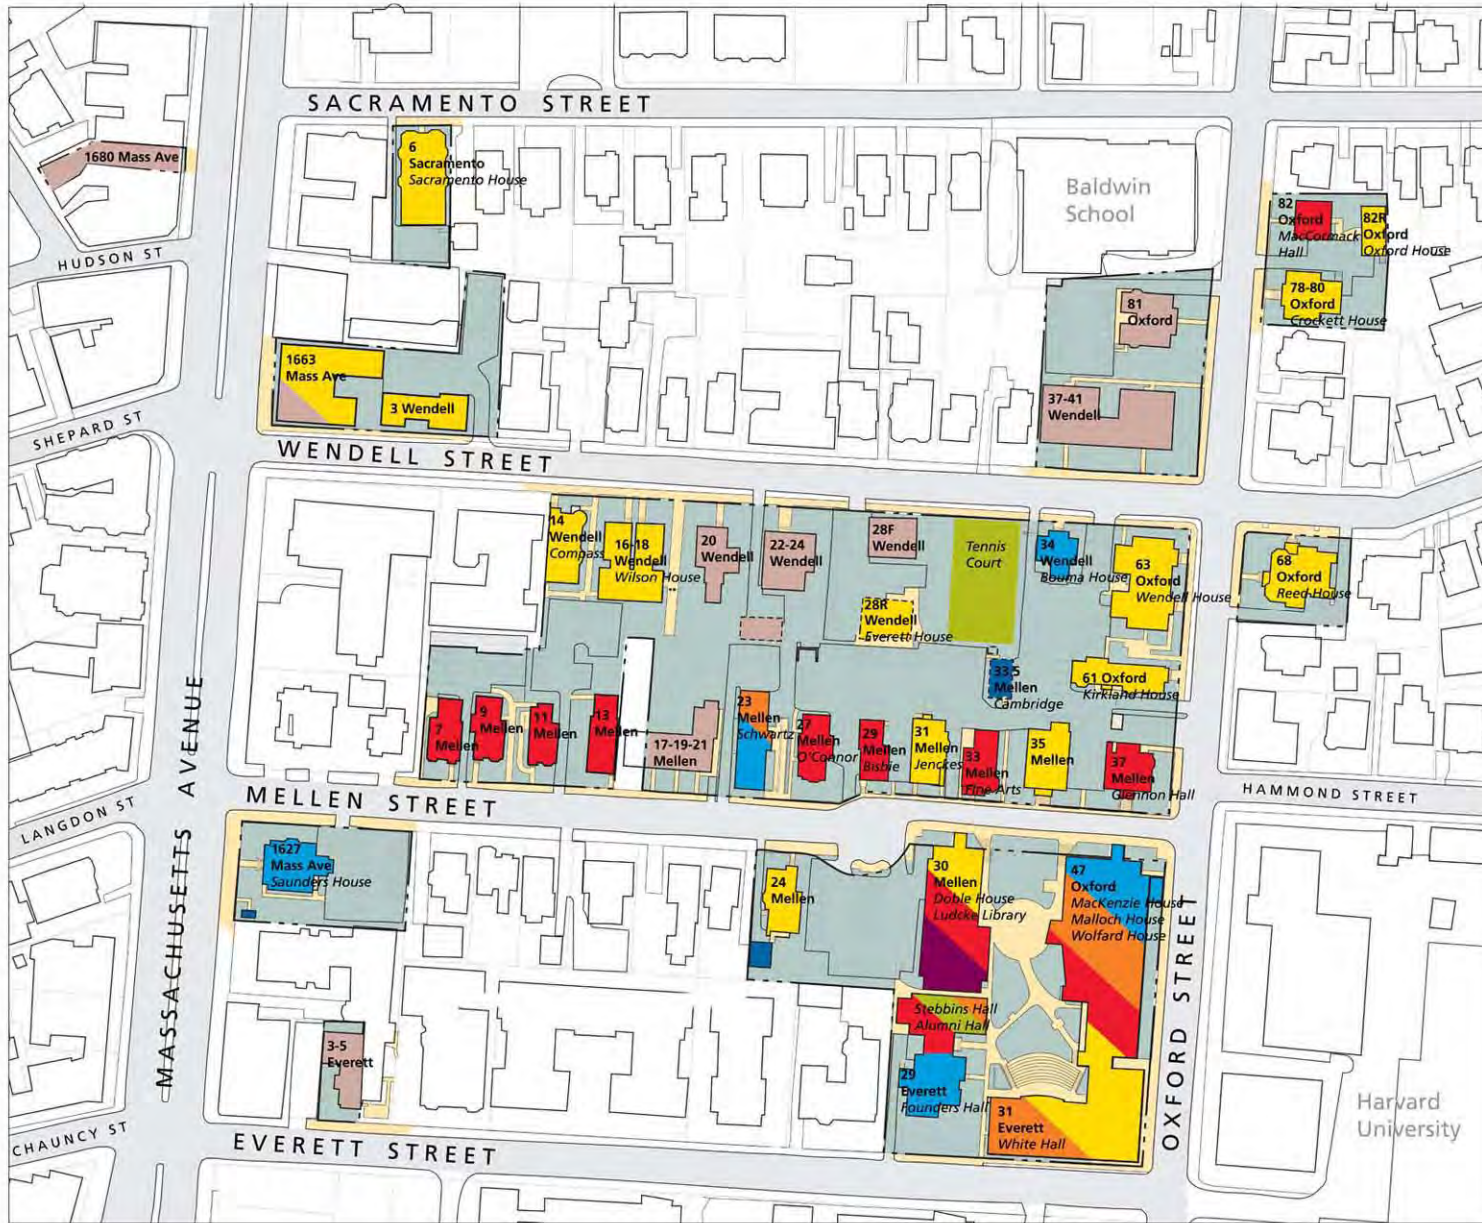 SACRAMENTO STREET
1680 Mass Ave
6
Sacramento
Sacramento House
Baldwin
School
82
Oxford
MacCormack
Hall
82R
Oxford
Oxford House
HUDSON ST
78-80
Oxford
Crockett House
81
Oxford
1663
Mass Ave
3 Wendell
37-41
Wendell
SHEPARD ST
WENDELL STREET
14
Wendell
Compass
16-18
Wendell
Wilson House
20
Wendell
22-24
Wendell
28F
Wendell
Tennis
Court
34
Wendell
Bouma House
63
Oxford
Wendell House
68
Oxford
Reed House
28R
Wendell
Everett House
33.5
Mellen
Cambridge
61 Oxford
Kirkland House
7
Mellen
9
Mellen
11
Mellen
13
Mellen
17-19-21
Mellen
23
Mellen
Schwartz
27
Mellen
O'Connor
29
Mellen
Bisbie
31
Mellen
Jenckes
33
Mellen
Fine Arts
35
Mellen
37
Mellen
Glennon Hall
MELLEN STREET
HAMMOND STREET
LANGDON ST
MASSACHUSETTS AVENUE
1627
Mass Ave
Saunders House
24
Mellen
30
Mellen
Doble House
Ludcke Library
47
Oxford
MacKenzie House
Malloch House
Wolfard House
OXFORD STREET
Stebbins Hall
Alumni Hall
3-5
Everett
29
Everett
Founders Hall
31
Everett
White Hall
Harvard
University
CHAUNCY ST
EVERETT STREET